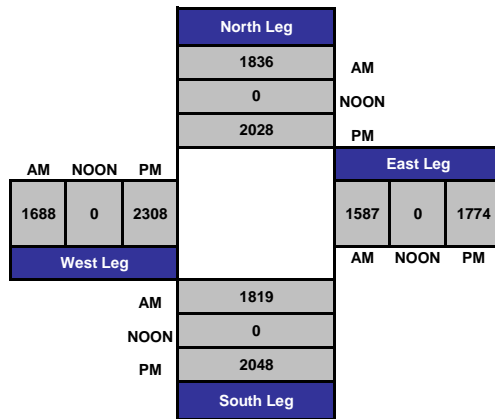 North Leg
1836 AM
0 NOON
2028 PM
AM NOON PM
East Leg
1688 0 2308
1587 0 1774
West Leg
AM NOON PM
AM 1819
NOON 0
PM 2048
South Leg